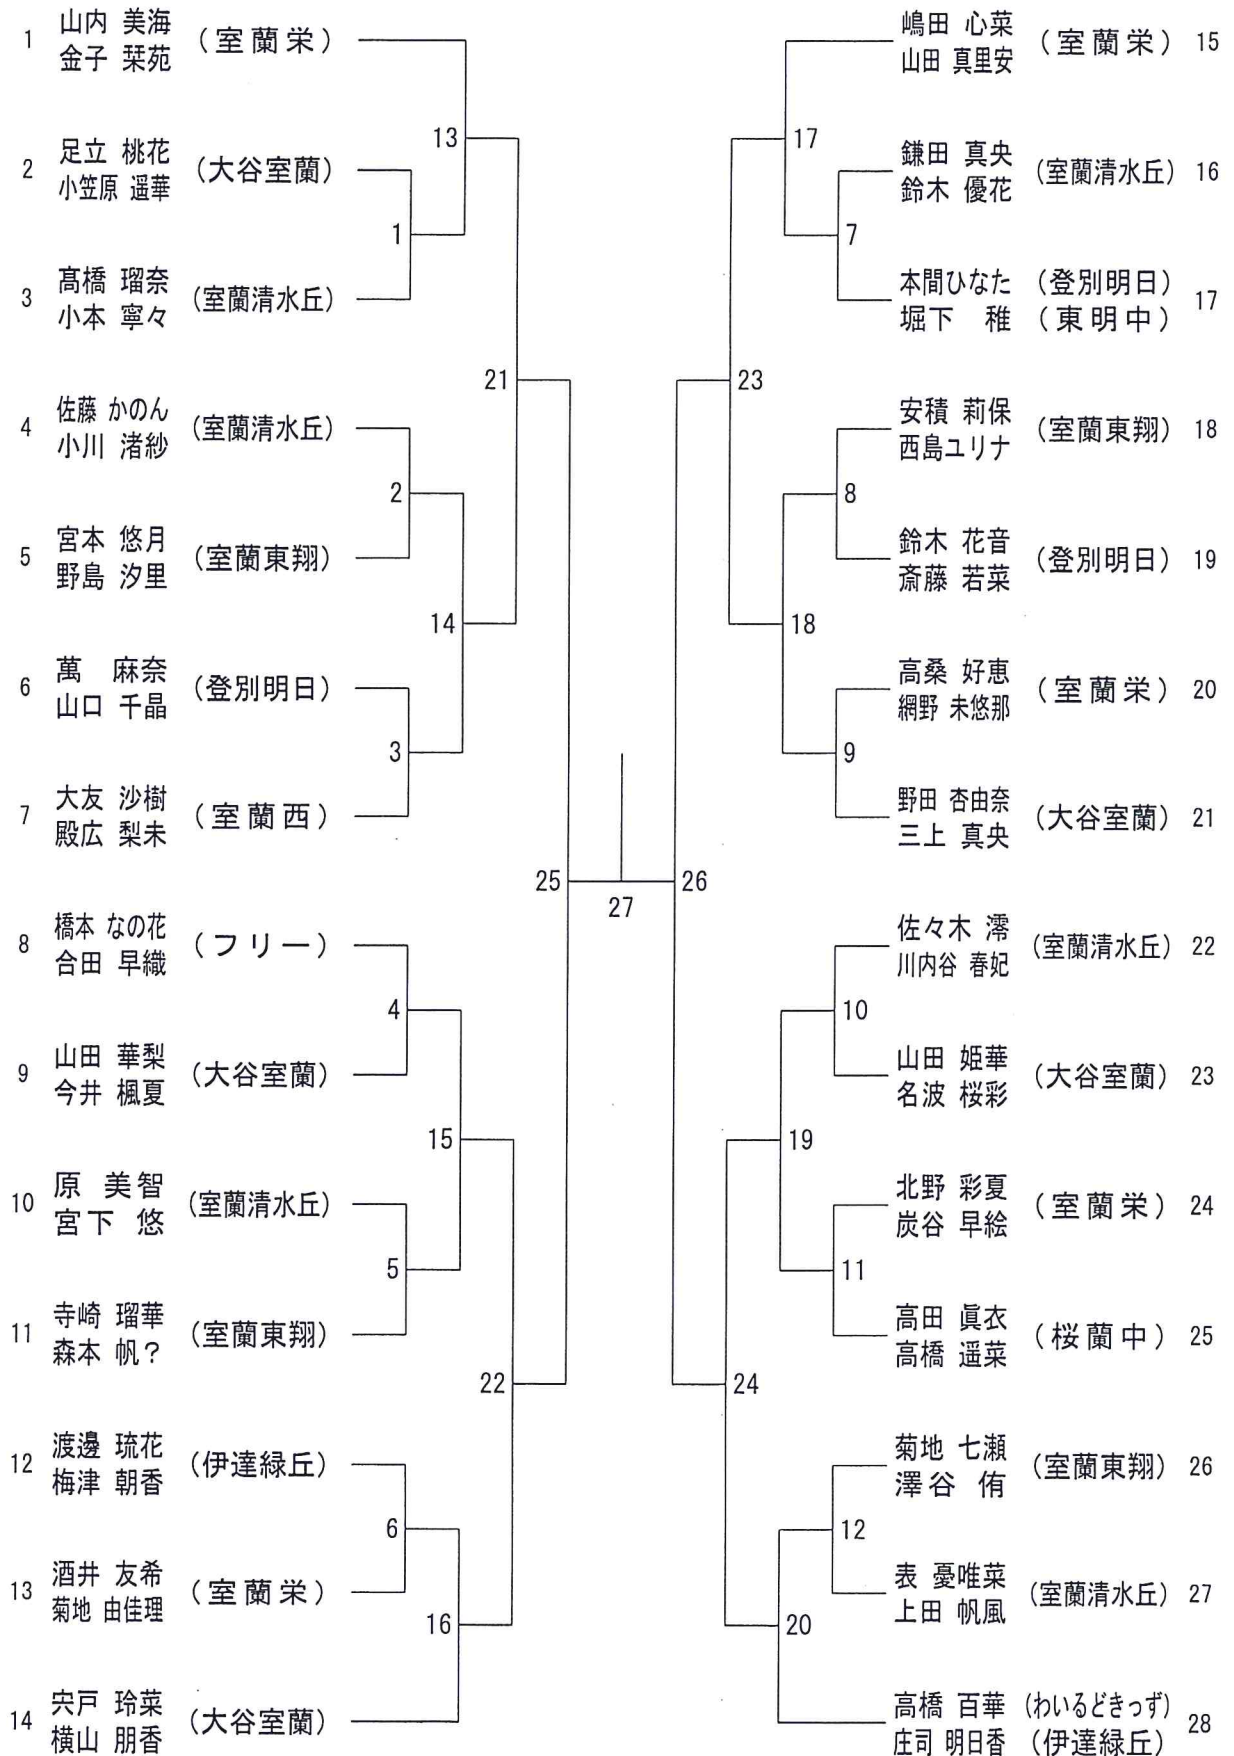 1 山内 美海 (室蘭栄)
金子 栞苑
2 足立 桃花 (大谷室蘭)
小笠原 遥華
3 髙橋 瑠奈 (室蘭清水丘)
小本 寧々
4 佐藤 かのん (室蘭清水丘)
小川 渚紗
5 宮本 悠月 (室蘭東翔)
野島 汐里
6 萬 麻奈 (登別明日)
山口 千晶
7 大友 沙樹 (室蘭西)
殿広 梨未
8 橋本 なの花 (フリー)
合田 早織
9 山田 華梨 (大谷室蘭)
今井 楓夏
10 原 美智 (室蘭清水丘)
宮下 悠
11 寺崎 瑠華 (室蘭東翔)
森本 帆?
12 渡邊 琉花 (伊達緑丘)
梅津 朝香
13 酒井 友希 (室蘭栄)
菊地 由佳理
14 宍戸 玲菜 (大谷室蘭)
横山 朋香
13
1
21
2
14
3
25
4
15
5
22
6
16
27
17
7
23
8
18
9
26
10
19
11
24
12
20
嶋田 心菜 (室蘭栄) 15
山田 真里安
鎌田 真央 (室蘭清水丘) 16
鈴木 優花
本間ひなた (登別明日) 17
堀下 稚 (東明中)
安積 莉保 (室蘭東翔) 18
西島ユリナ
鈴木 花音 (登別明日) 19
斎藤 若菜
高桑 好恵 (室蘭栄) 20
網野 未悠那
野田 杏由奈 (大谷室蘭) 21
三上 真央
佐々木 澪 (室蘭清水丘) 22
川内谷 春妃
山田 姫華 (大谷室蘭) 23
名波 桜彩
北野 彩夏 (室蘭栄) 24
炭谷 早絵
高田 眞衣 (桜蘭中) 25
高橋 遥菜
菊地 七瀬 (室蘭東翔) 26
澤谷 侑
表 憂唯菜 (室蘭清水丘) 27
上田 帆風
高橋 百華 (わいるどきっず) 28
庄司 明日香 (伊達緑丘)